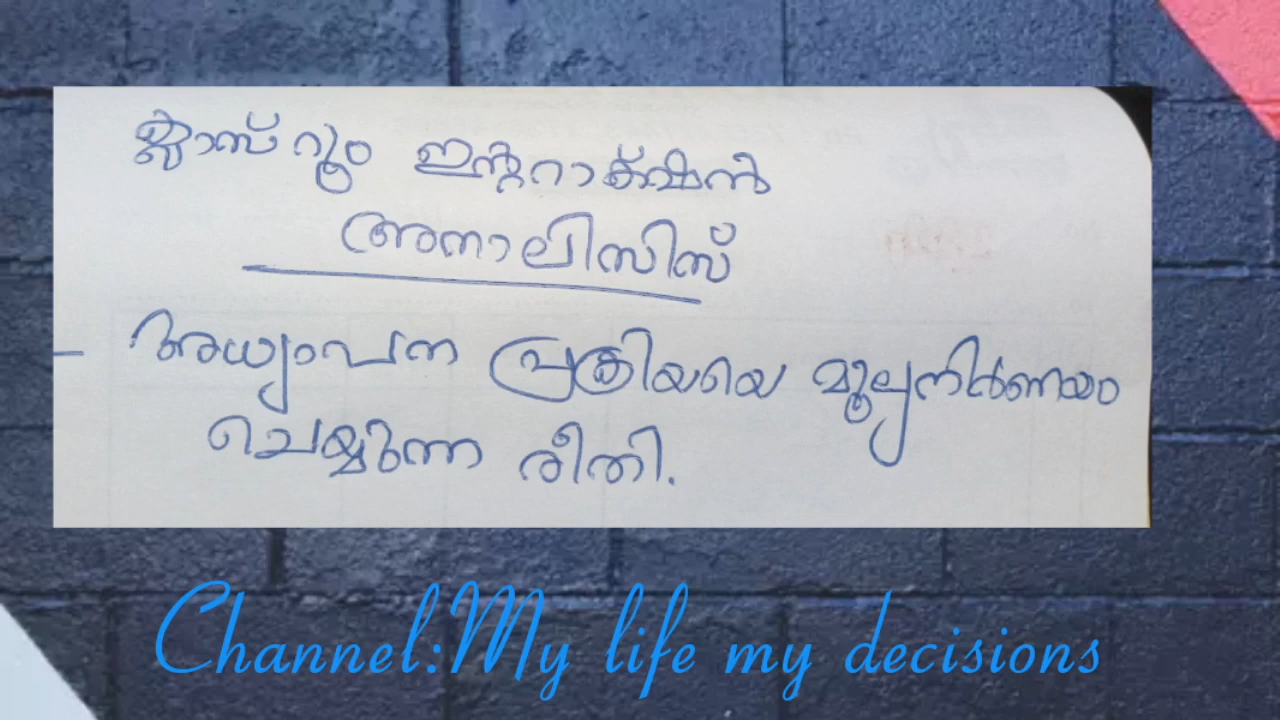 ക്ലാസ് റൂം ഇന്ററാക്ഷൻ
അനാലിസിസ്
- അധ്യാപന പ്രക്രിയയെ മൂല്യനിർണയം
ചെയ്യുന്ന രീതി.
Channel:My life my decisions